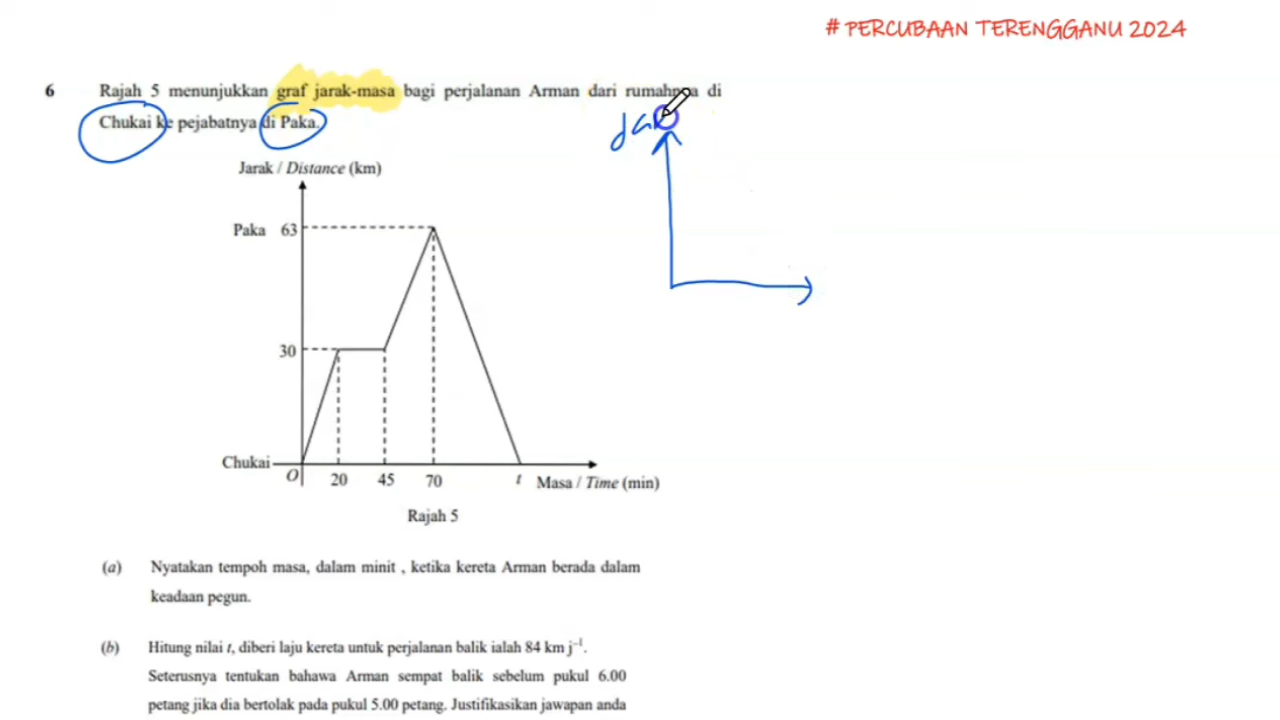 # PERCUBAAN TERENGGANU 2024
6 Rajah 5 menunjukkan graf jarak-masa bagi perjalanan Arman dari rumahnya di
Chukai ke pejabatnya di Paka.
Jarak / Distance (km)
Paka 63
30
Chukai
O 20 45 70 t Masa / Time (min)
Rajah 5
(a) Nyatakan tempoh masa, dalam minit , ketika kereta Arman berada dalam
keadaan pegun.
(b) Hitung nilai t, diberi laju kereta untuk perjalanan balik ialah 84 km j⁻¹.
Seterusnya tentukan bahawa Arman sempat balik sebelum pukul 6.00
petang jika dia bertolak pada pukul 5.00 petang. Justifikasikan jawapan anda